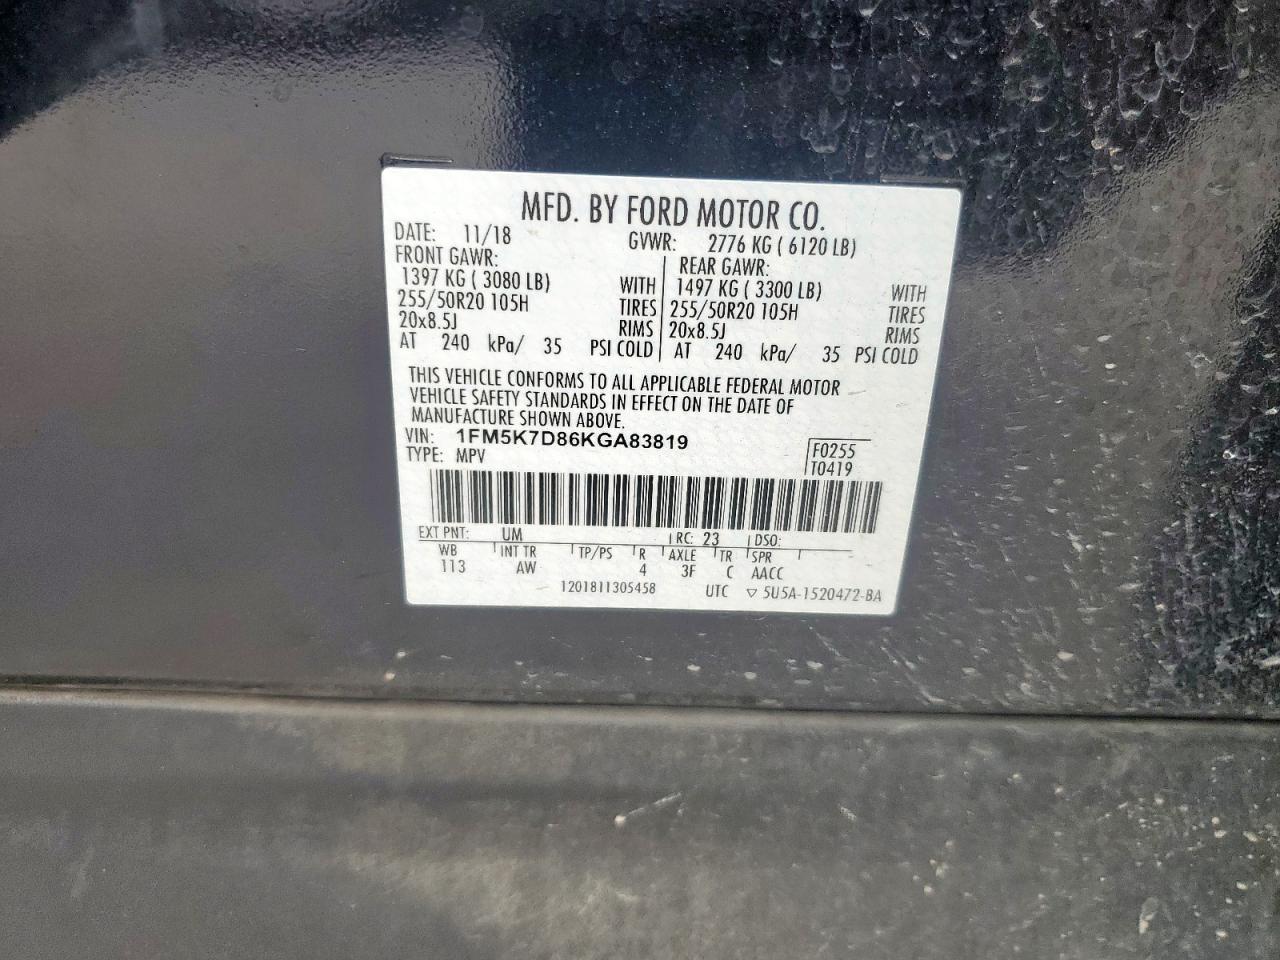 MFD. BY FORD MOTOR CO.
DATE: 11/18 GVWR: 2776 KG ( 6120 LB)
FRONT GAWR: REAR GAWR:
1397 KG ( 3080 LB) WITH 1497 KG ( 3300 LB) WITH
255/50R20 105H TIRES 255/50R20 105H TIRES
20x8.5J RIMS 20x8.5J RIMS
AT 240 kPa/ 35 PSI COLD AT 240 kPa/ 35 PSI COLD
THIS VEHICLE CONFORMS TO ALL APPLICABLE FEDERAL MOTOR
VEHICLE SAFETY STANDARDS IN EFFECT ON THE DATE OF
MANUFACTURE SHOWN ABOVE.
VIN: 1FM5K7D86KGA83819 F0255
TYPE: MPV T0419
EXT PNT: UM RC: 23 DSO:
WB INT TR TP/PS R AXLE TR SPR
113 AW 4 3F C AACC
1201811305458 UTC ▽ 5U5A-1520472-BA